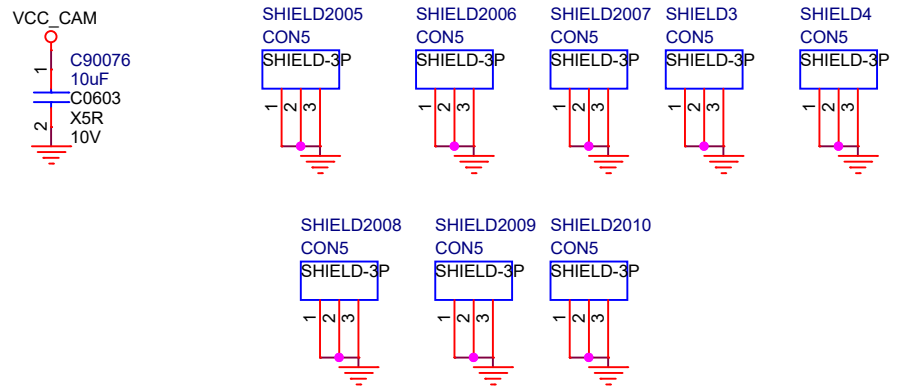 VCC_CAM
1
C90076
10uF
C0603
X5R
10V
2
SHIELD2005
CON5
SHIELD-3P
1
2
3
SHIELD2006
CON5
SHIELD-3P
1
2
3
SHIELD2007
CON5
SHIELD-3P
1
2
3
SHIELD3
CON5
SHIELD-3P
1
2
3
SHIELD4
CON5
SHIELD-3P
1
2
3
SHIELD2008
CON5
SHIELD-3P
1
2
3
SHIELD2009
CON5
SHIELD-3P
1
2
3
SHIELD2010
CON5
SHIELD-3P
1
2
3